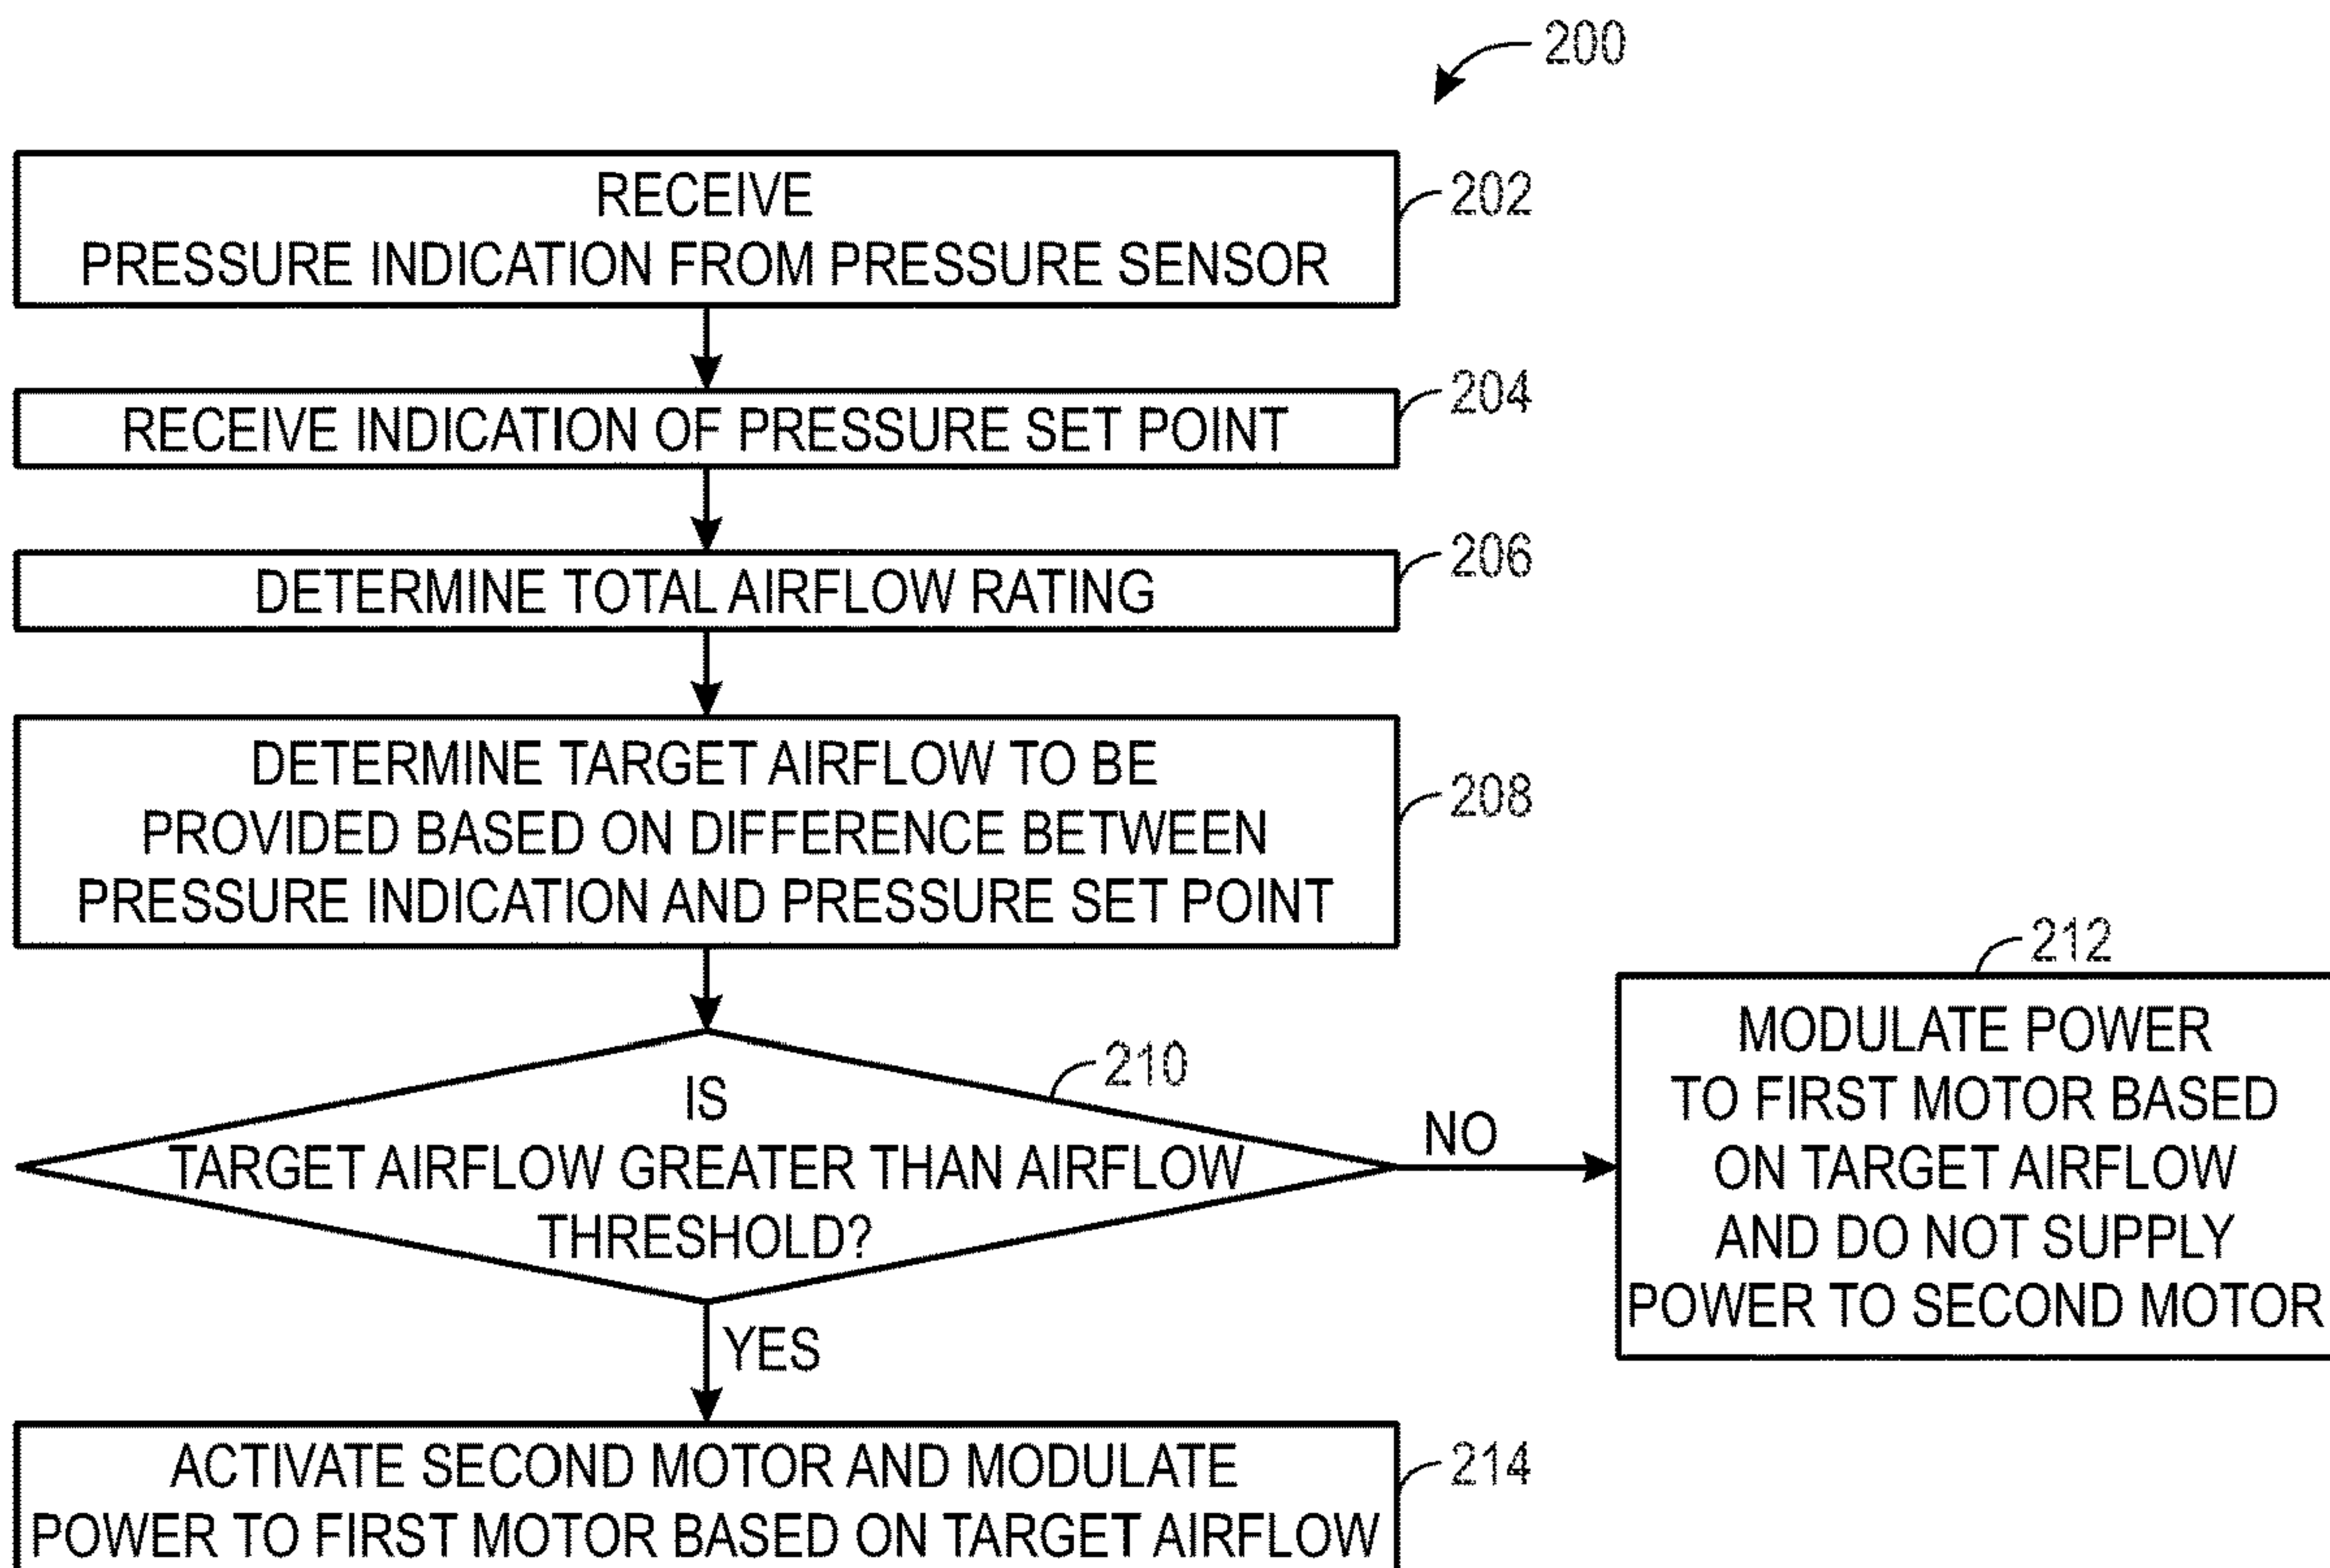 200
RECEIVE
PRESSURE INDICATION FROM PRESSURE SENSOR
202
RECEIVE INDICATION OF PRESSURE SET POINT
204
DETERMINE TOTAL AIRFLOW RATING
206
DETERMINE TARGET AIRFLOW TO BE
PROVIDED BASED ON DIFFERENCE BETWEEN
PRESSURE INDICATION AND PRESSURE SET POINT
208
IS
TARGET AIRFLOW GREATER THAN AIRFLOW
THRESHOLD?
210
NO
212
MODULATE POWER
TO FIRST MOTOR BASED
ON TARGET AIRFLOW
AND DO NOT SUPPLY
POWER TO SECOND MOTOR
YES
ACTIVATE SECOND MOTOR AND MODULATE
POWER TO FIRST MOTOR BASED ON TARGET AIRFLOW
214